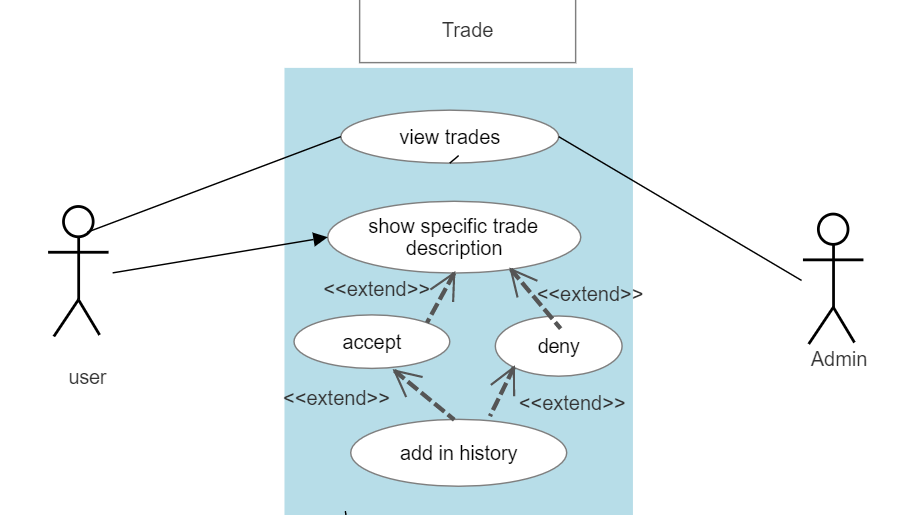 Trade
view trades
show specific trade
description
<<extend>>
<<extend>>
accept
deny
user
Admin
<<extend>>
<<extend>>
add in history